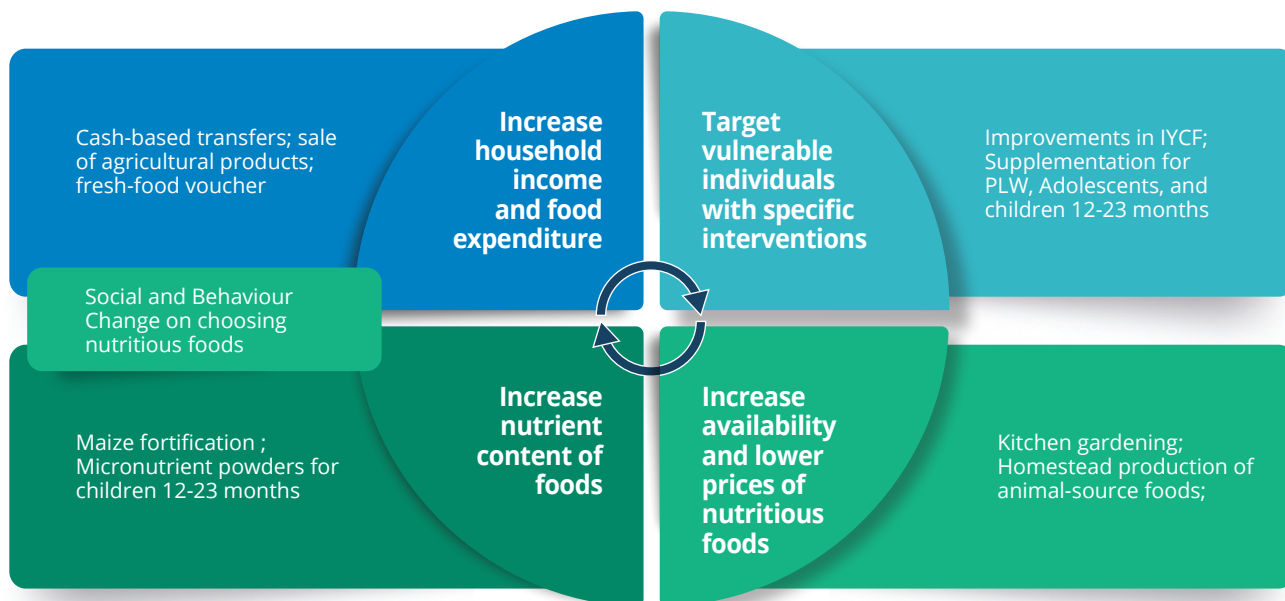 Cash-based transfers; sale
of agricultural products;
fresh-food voucher
Increase
household
income
and food
expenditure
Target
vulnerable
individuals
with specific
interventions
Improvements in IYCF;
Supplementation for
PLW, Adolescents, and
children 12-23 months
Social and Behaviour
Change on choosing
nutritious foods
Maize fortification ;
Micronutrient powders for
children 12-23 months
Increase
nutrient
content of
foods
Increase
availability
and lower
prices of
nutritious
foods
Kitchen gardening;
Homestead production of
animal-source foods;